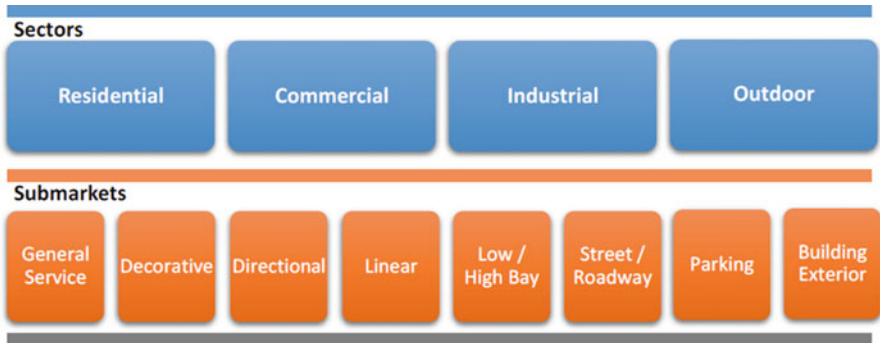 Sectors
Residential
Commercial
Industrial
Outdoor
Submarkets
General
Service
Decorative
Directional
Linear
Low /
High Bay
Street /
Roadway
Parking
Building
Exterior